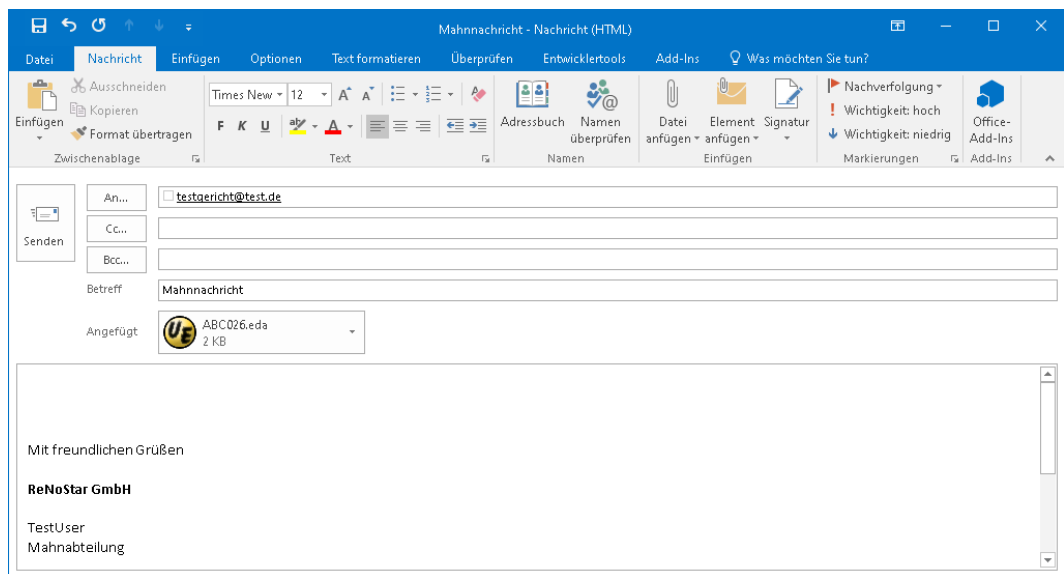 Mahnnachricht - Nachricht (HTML)
Datei Nachricht Einfügen Optionen Text formatieren Überprüfen Entwicklertools Add-Ins Was möchten Sie tun?
Einfügen
Ausschneiden
Kopieren
Format übertragen
Zwischenablage
Times New 12
F K U
Text
Adressbuch
Namen überprüfen
Namen
Datei anfügen
Element anfügen
Signatur
Einfügen
Nachverfolgung
Wichtigkeit: hoch
Wichtigkeit: niedrig
Markierungen
Office-Add-Ins
Add-Ins
Senden
An... testgericht@test.de
Cc...
Bcc...
Betreff Mahnnachricht
Angefügt UE ABC026.eda
2 KB
Mit freundlichen Grüßen
ReNoStar GmbH
TestUser
Mahnabteilung